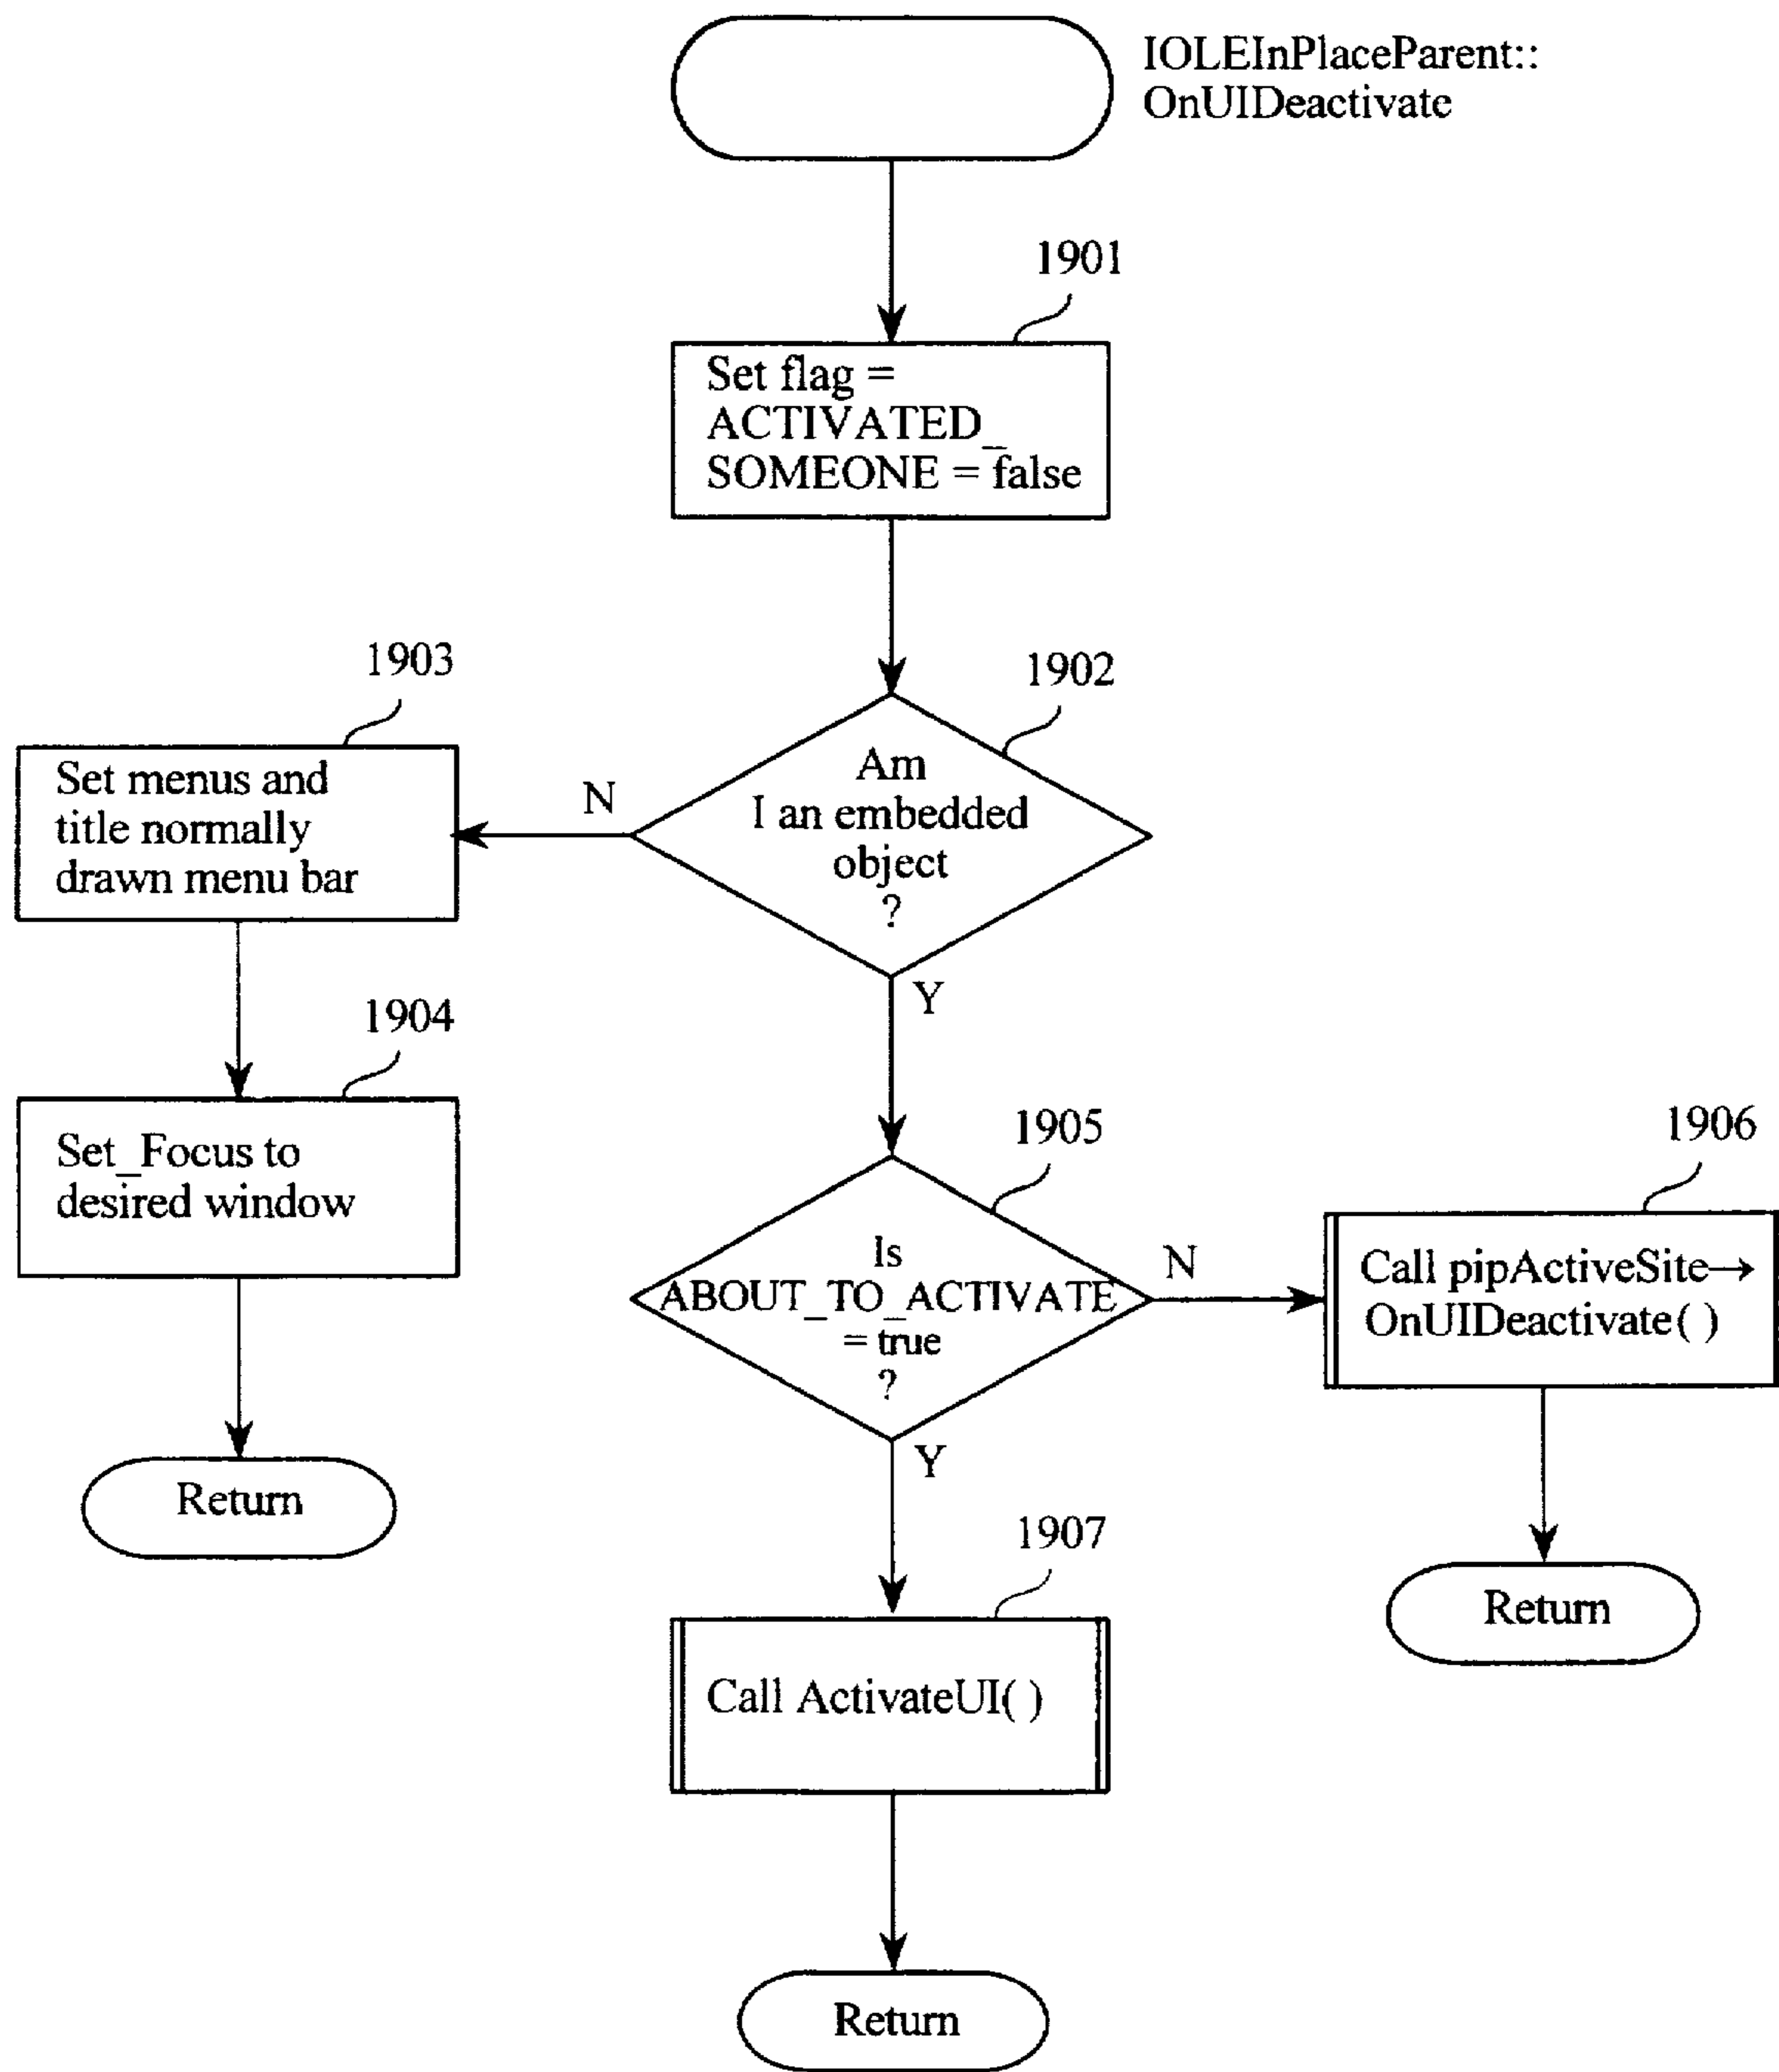 IOLEInPlaceParent::
OnUIDeactivate
1901
Set flag =
ACTIVATED_
SOMEONE = false
1902
Am
I an embedded
object
?
N
Y
1903
Set menus and
title normally
drawn menu bar
1904
Set_Focus to
desired window
Return
1905
Is
ABOUT_TO_ACTIVATE
= true
?
N
Y
1906
Call pipActiveSite→
OnUIDeactivate( )
Return
1907
Call ActivateUI( )
Return